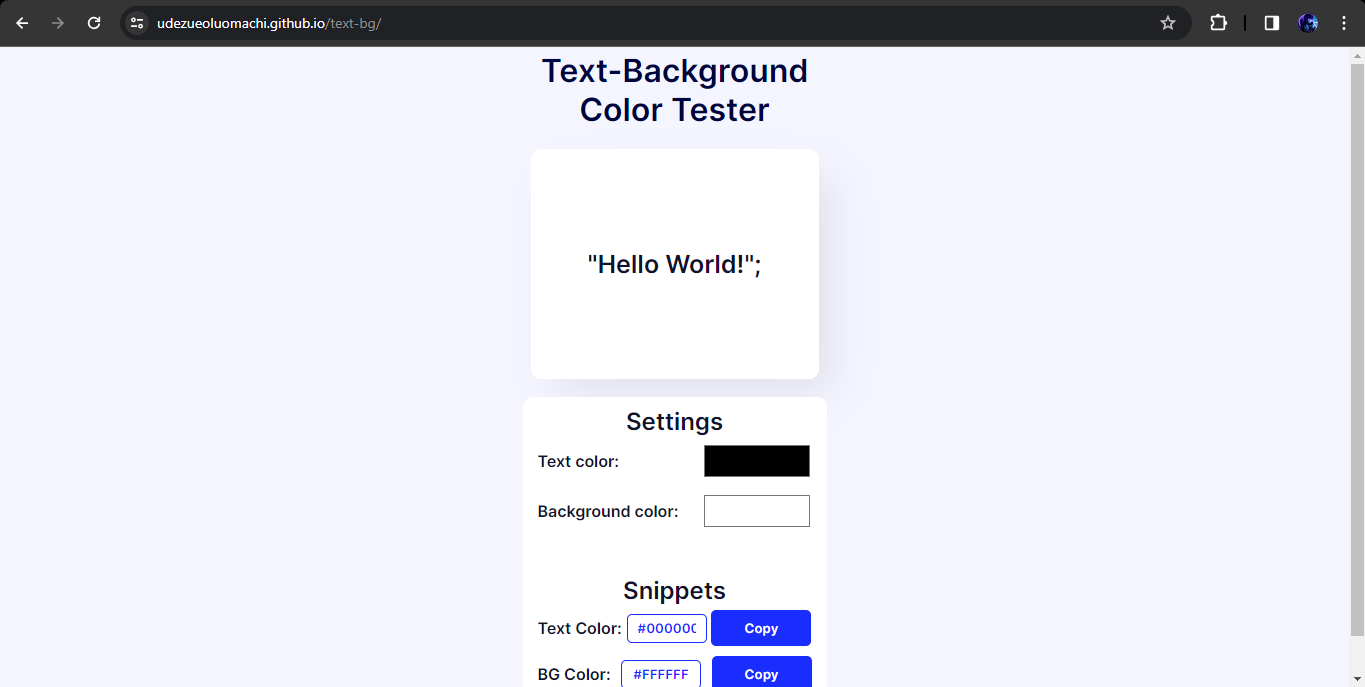 udezueoluomachi.github.io/text-bg/
Text-Background
Color Tester
"Hello World!";
Settings
Text color:
Background color:
Snippets
Text Color: #000000 Copy
BG Color: #FFFFFF Copy